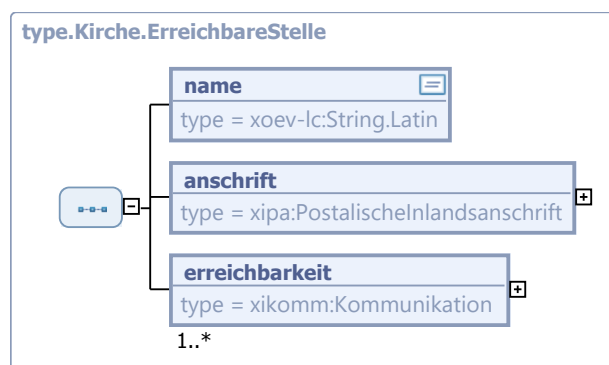 type.Kirche.ErreichbareStelle
name
type = xoev-lc:String.Latin
anschrift
type = xipa:PostalischeInlandsanschrift
erreichbarkeit
type = xikomm:Kommunikation
1..*